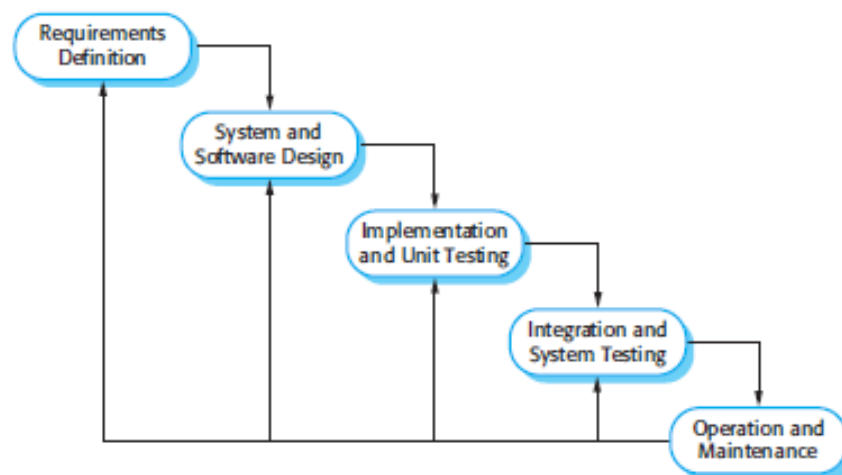 Requirements
Definition
System and
Software Design
Implementation
and Unit Testing
Integration and
System Testing
Operation and
Maintenance